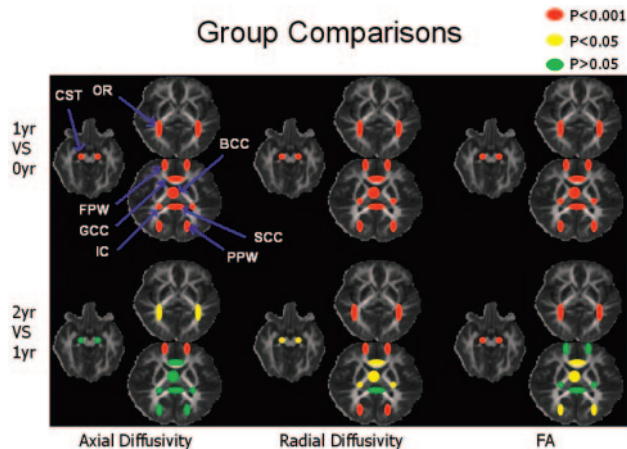 Group Comparisons
P<0.001
P<0.05
P>0.05
1yr
VS
0yr
CST
OR
BCC
FPW
GCC
IC
SCC
PPW
2yr
VS
1yr
Axial Diffusivity
Radial Diffusivity
FA